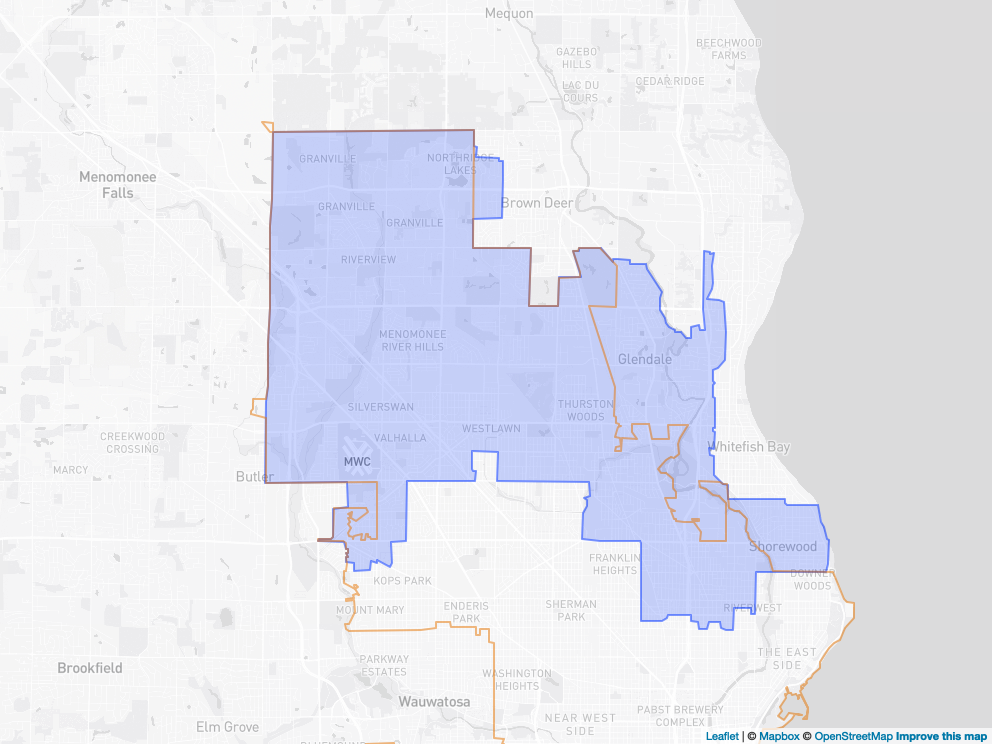 Mequon
BEECHWOOD
FARMS
GAZEBO
HILLS
CEDAR RIDGE
LAC DU
COURS
GRANVILLE
NORTHRIDGE
LAKES
Menomonee
Falls
GRANVILLE
Brown Deer
GRANVILLE
RIVERVIEW
MENOMONEE
RIVER HILLS
Glendale
SILVERSWAN
THURSTON
WOODS
CREEKWOOD
CROSSING
VALHALLA
WESTLAWN
Whitefish Bay
MARCY
MWC
Butler
Shorewood
FRANKLIN
HEIGHTS
KOPS PARK
DOWNER
WOODS
MOUNT MARY
ENDERIS
PARK
SHERMAN
PARK
RIVERWEST
Brookfield
PARKWAY
ESTATES
THE EAST
SIDE
WASHINGTON
HEIGHTS
Wauwatosa
PABST BREWERY
COMPLEX
Elm Grove
NEAR WEST
SIDE
Leaflet | © Mapbox © OpenStreetMap Improve this map